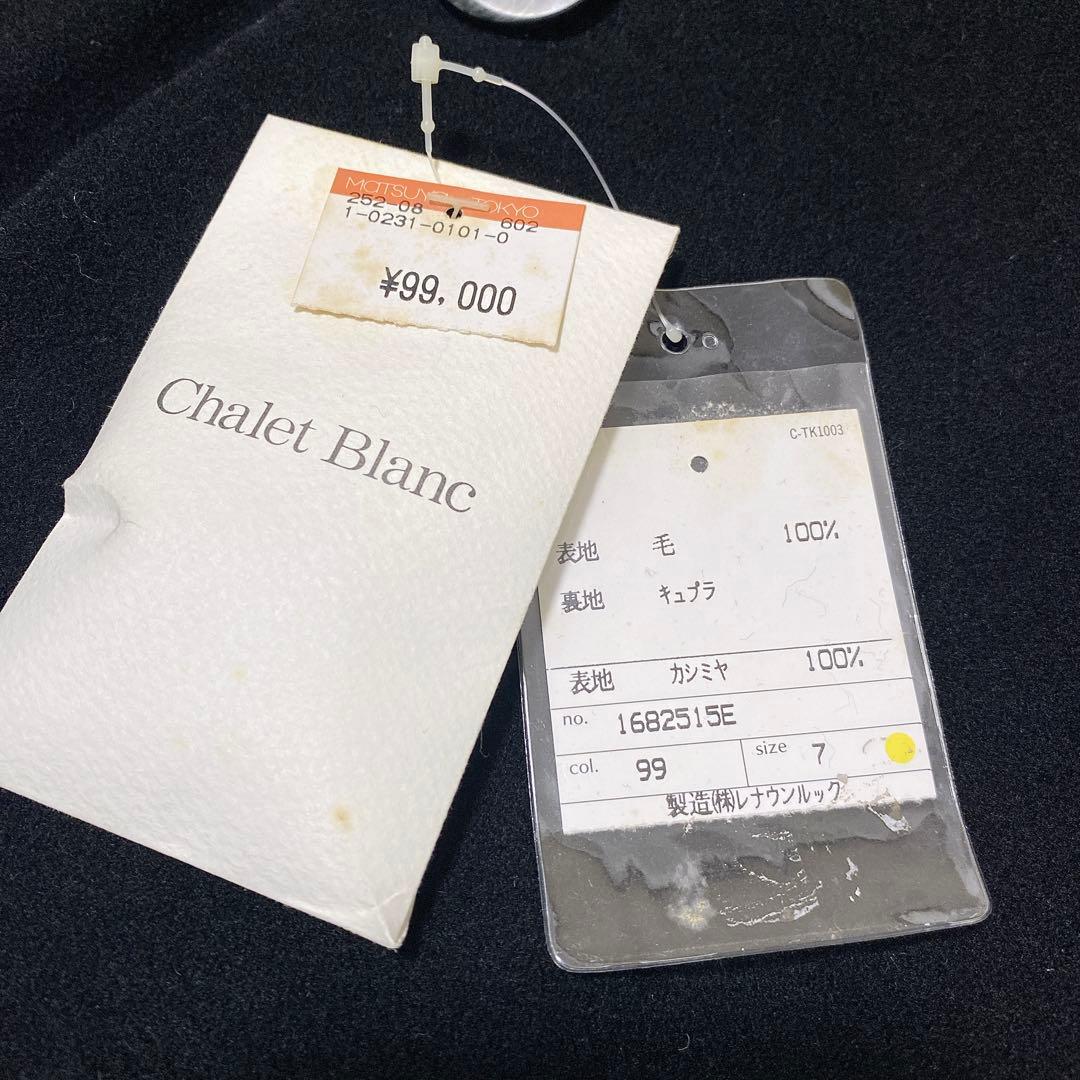 MATSUYA TOKYO
252-08 602
1-0231-0101-0
¥99,000
Chalet Blanc
C-TK1003
表地 毛 100%
裏地 キュプラ
表地 カシミヤ 100%
no. 1682515E
col. 99 size 7
製造(株)レナウンルック